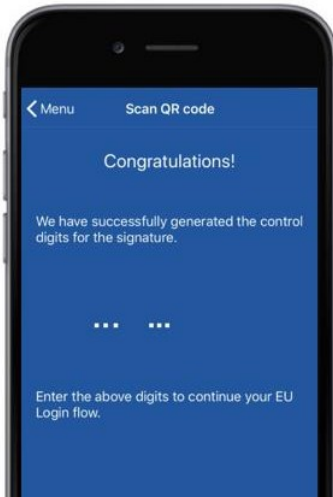 Menu
Scan QR code
Congratulations!
We have successfully generated the control
digits for the signature.
... ...
Enter the above digits to continue your EU
Login flow.